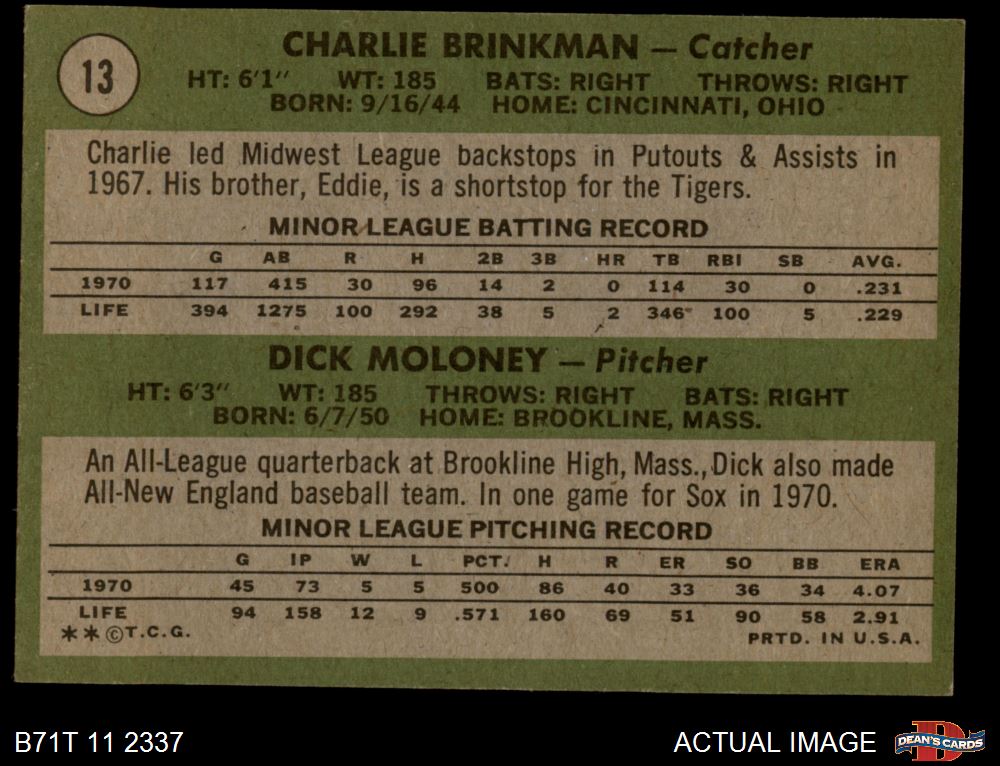 13
CHARLIE BRINKMAN — Catcher
HT: 6'1" WT: 185 BATS: RIGHT THROWS: RIGHT
BORN: 9/16/44 HOME: CINCINNATI, OHIO
Charlie led Midwest League backstops in Putouts & Assists in
1967. His brother, Eddie, is a shortstop for the Tigers.
MINOR LEAGUE BATTING RECORD
G AB R H 2B 3B HR TB RBI SB AVG.
1970 117 415 30 96 14 2 0 114 30 0 .231
LIFE 394 1275 100 292 38 5 2 346 100 5 .229
DICK MOLONEY — Pitcher
HT: 6'3" WT: 185 THROWS: RIGHT BATS: RIGHT
BORN: 6/7/50 HOME: BROOKLINE, MASS.
An All-League quarterback at Brookline High, Mass., Dick also made
All-New England baseball team. In one game for Sox in 1970.
MINOR LEAGUE PITCHING RECORD
G IP W L PCT. H R ER SO BB ERA
1970 45 73 5 5 500 86 40 33 36 34 4.07
LIFE 94 158 12 9 .571 160 69 51 90 58 2.91
**©T.C.G. PRTD. IN U.S.A.
B71T 11 2337 ACTUAL IMAGE DEAN'S CARDS